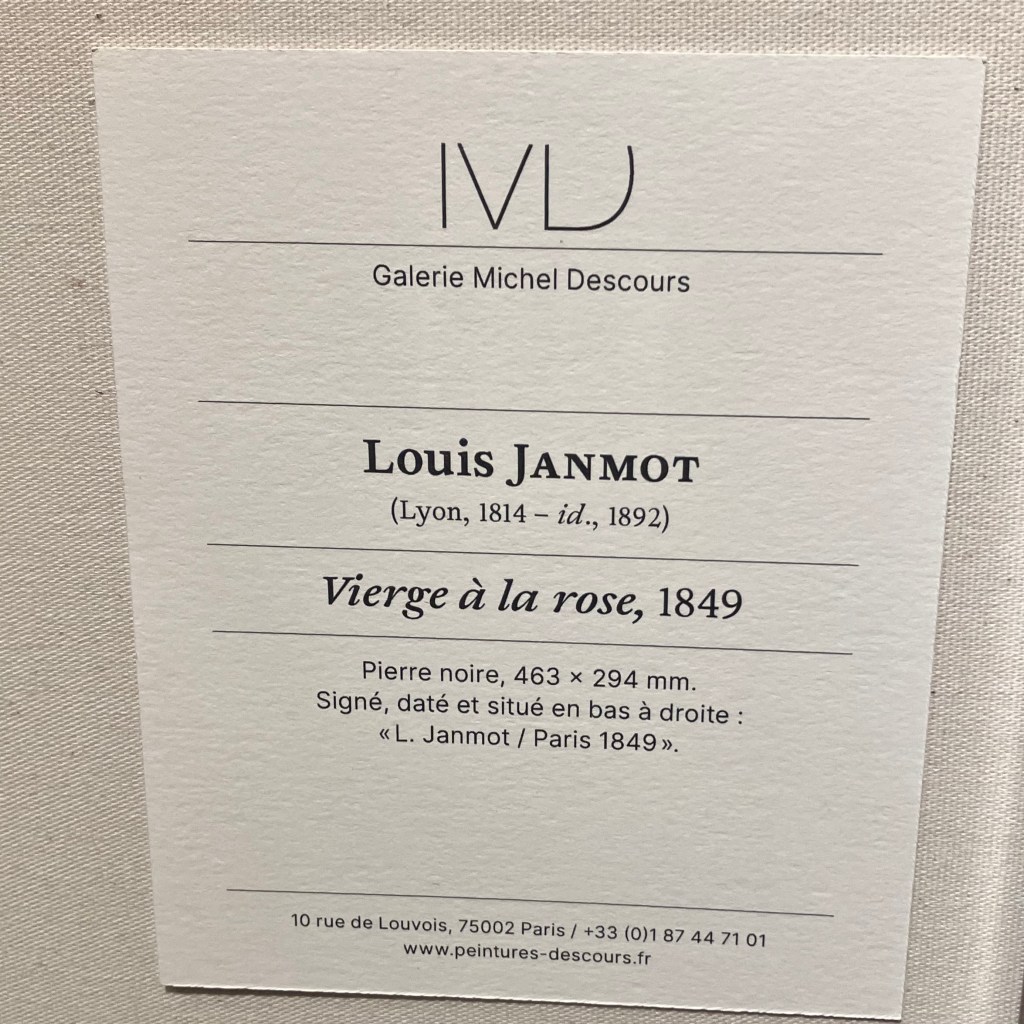 MD
Galerie Michel Descours
Louis JANMOT
(Lyon, 1814 – id., 1892)
Vierge à la rose, 1849
Pierre noire, 463 × 294 mm.
Signé, daté et situé en bas à droite :
« L. Janmot / Paris 1849 ».
10 rue de Louvois, 75002 Paris / +33 (0)1 87 44 71 01
www.peintures-descours.fr